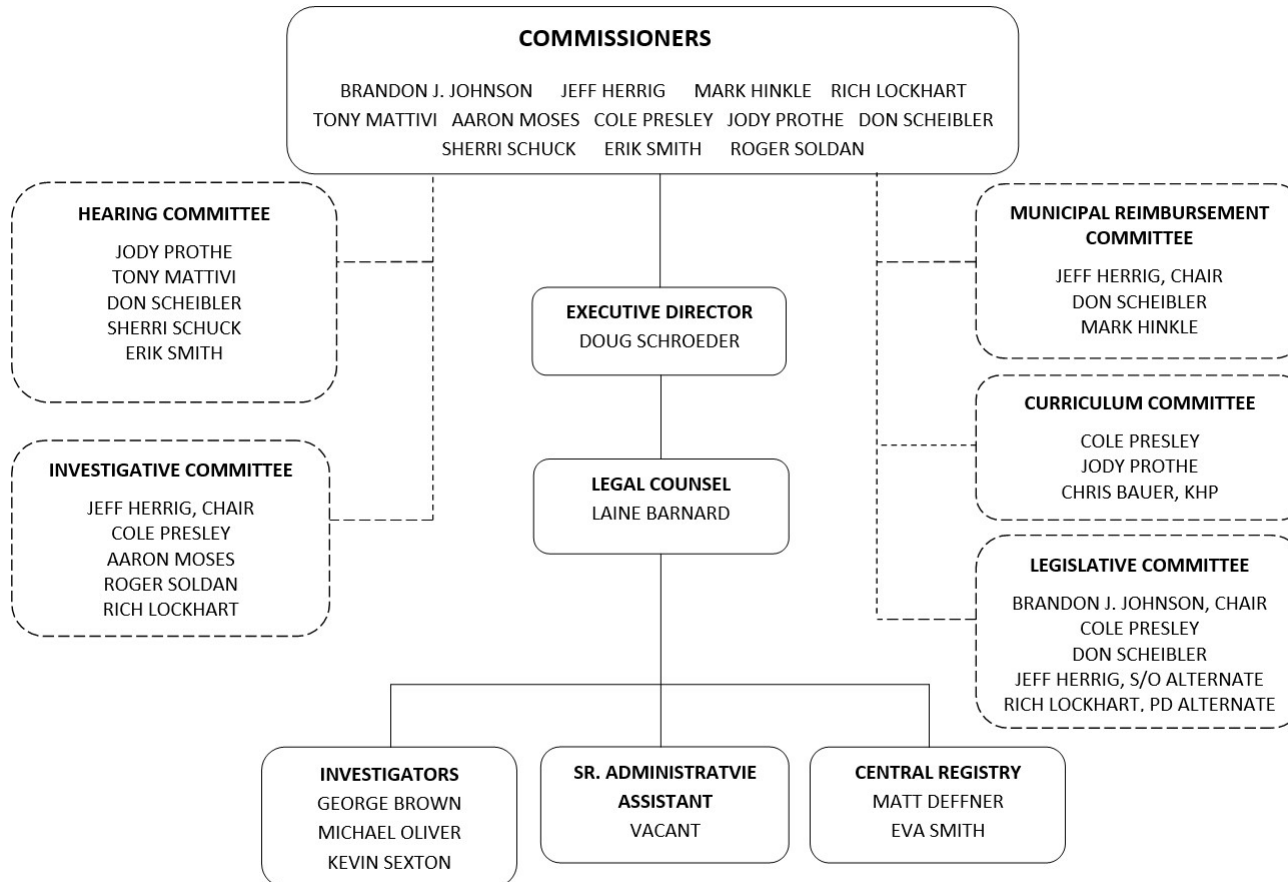 COMMISSIONERS
BRANDON J. JOHNSON JEFF HERRIG MARK HINKLE RICH LOCKHART
TONY MATTIVI AARON MOSES COLE PRESLEY JODY PROTHE DON SCHEIBLER
SHERRI SCHUCK ERIK SMITH ROGER SOLDAN
HEARING COMMITTEE
JODY PROTHE
TONY MATTIVI
DON SCHEIBLER
SHERRI SCHUCK
ERIK SMITH
INVESTIGATIVE COMMITTEE
JEFF HERRIG, CHAIR
COLE PRESLEY
AARON MOSES
ROGER SOLDAN
RICH LOCKHART
EXECUTIVE DIRECTOR
DOUG SCHROEDER
LEGAL COUNSEL
LAINE BARNARD
MUNICIPAL REIMBURSEMENT
COMMITTEE
JEFF HERRIG, CHAIR
DON SCHEIBLER
MARK HINKLE
CURRICULUM COMMITTEE
COLE PRESLEY
JODY PROTHE
CHRIS BAUER, KHP
LEGISLATIVE COMMITTEE
BRANDON J. JOHNSON, CHAIR
COLE PRESLEY
DON SCHEIBLER
JEFF HERRIG, S/O ALTERNATE
RICH LOCKHART, PD ALTERNATE
INVESTIGATORS
GEORGE BROWN
MICHAEL OLIVER
KEVIN SEXTON
SR. ADMINISTRATVIE
ASSISTANT
VACANT
CENTRAL REGISTRY
MATT DEFFNER
EVA SMITH